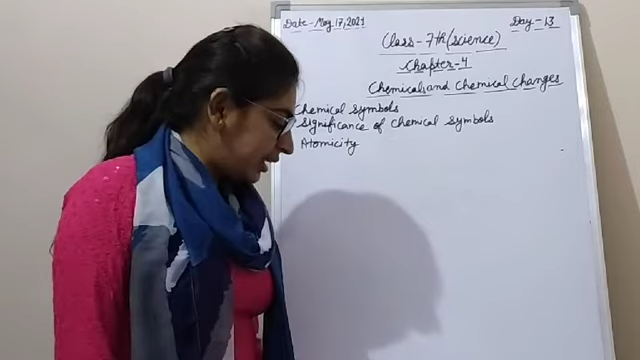 Date- May 17, 2021
Day- 13
Class- 7th (science)
Chapter-4
Chemicals and Chemical Changes
Chemical symbols
Significance of Chemical symbols
Atomicity